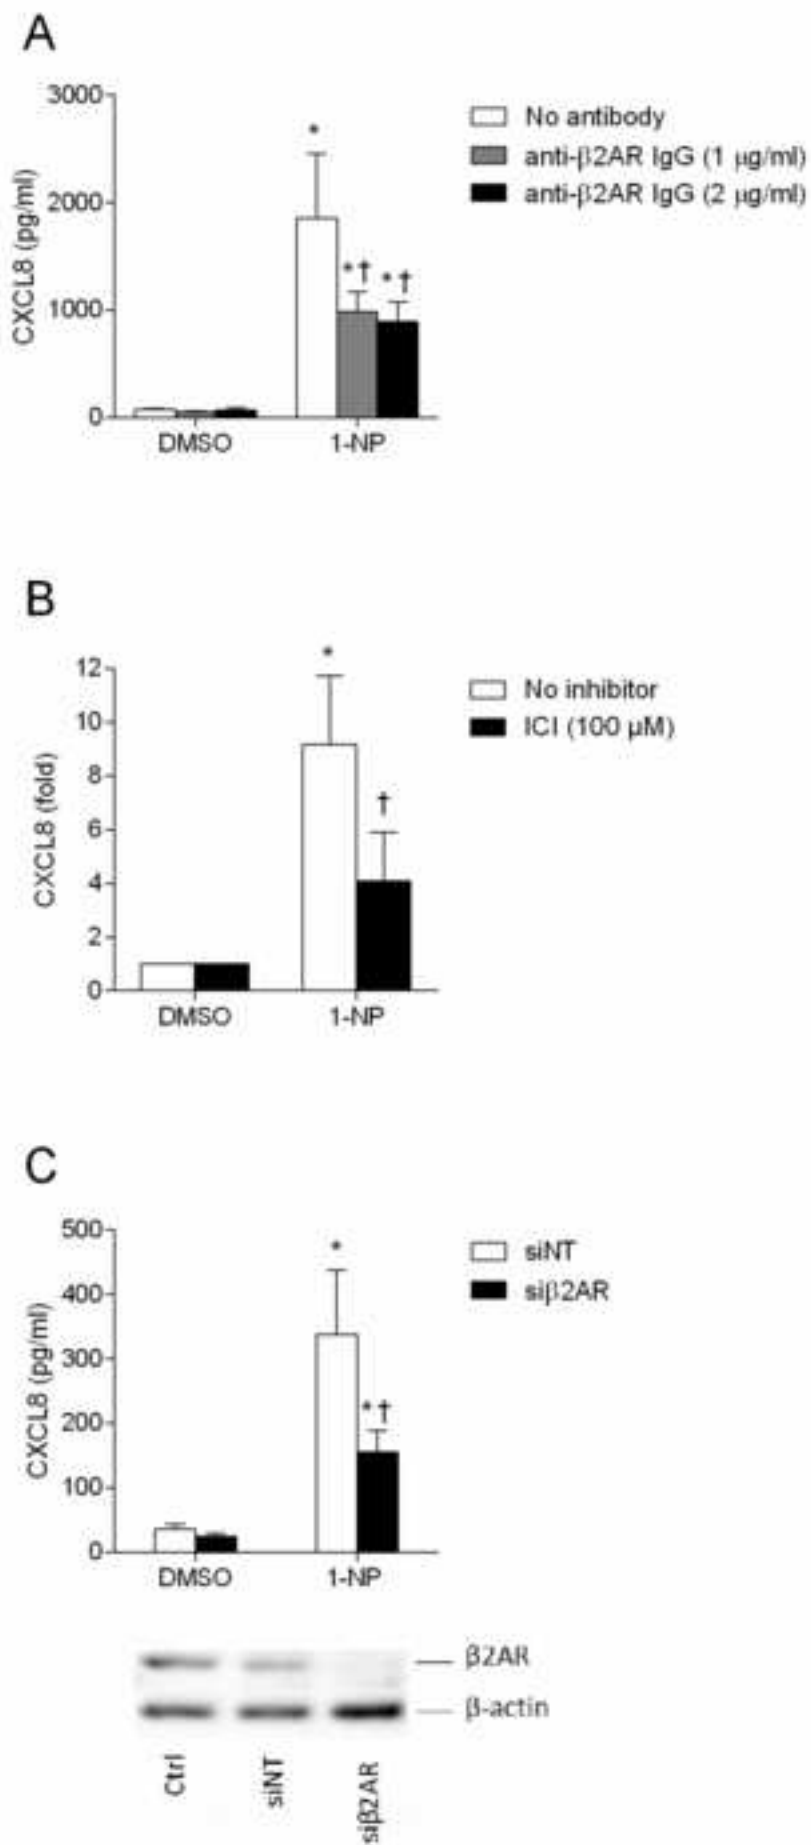 A
3000
2000
1000
0
CXCL8 (pg/ml)
*
*†
*†
DMSO
1-NP
No antibody
anti-β2AR IgG (1 μg/ml)
anti-β2AR IgG (2 μg/ml)
B
12
10
8
6
4
2
0
CXCL8 (fold)
*
†
DMSO
1-NP
No inhibitor
ICI (100 μM)
C
500
400
300
200
100
0
CXCL8 (pg/ml)
*
*†
DMSO
1-NP
siNT
siβ2AR
β2AR
β-actin
Ctrl
siNT
siβ2AR